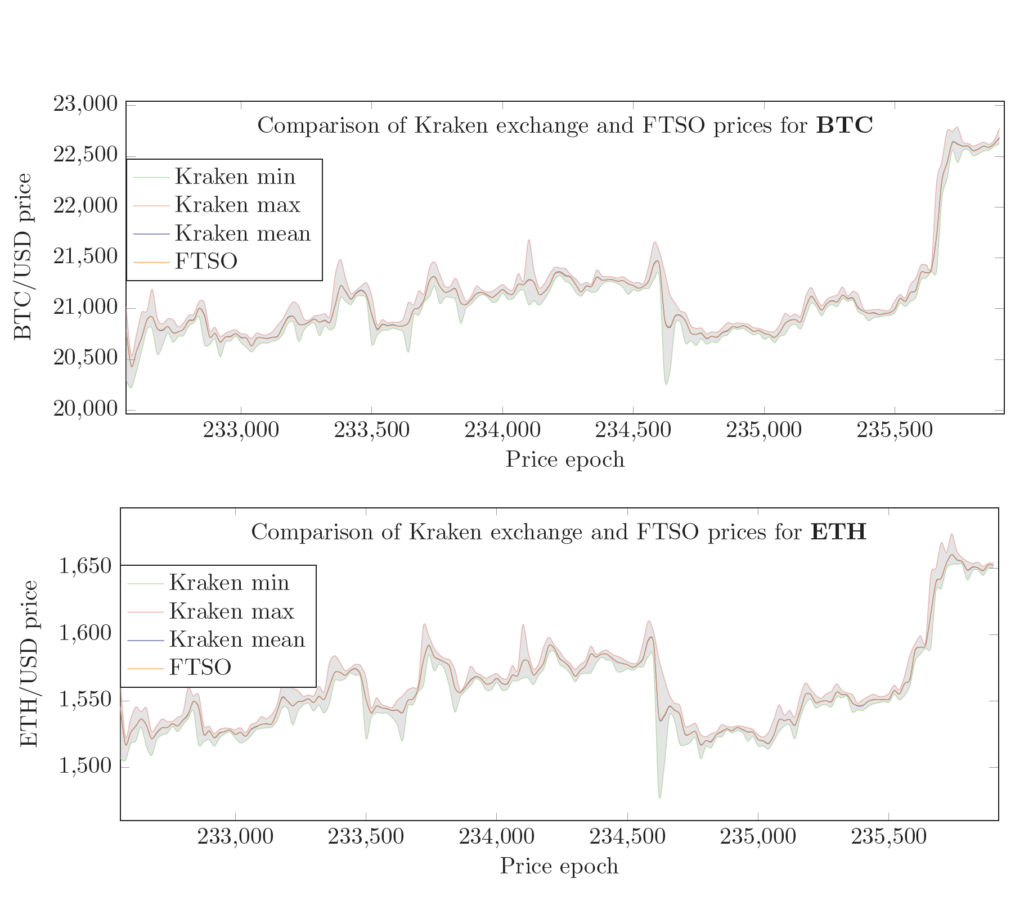 Comparison of Kraken exchange and FTSO prices for BTC
23,000
22,500
22,000
21,500
21,000
20,500
20,000
BTC/USD price
Kraken min
Kraken max
Kraken mean
FTSO
233,000 233,500 234,000 234,500 235,000 235,500
Price epoch
Comparison of Kraken exchange and FTSO prices for ETH
1,650
1,600
1,550
1,500
ETH/USD price
Kraken min
Kraken max
Kraken mean
FTSO
233,000 233,500 234,000 234,500 235,000 235,500
Price epoch